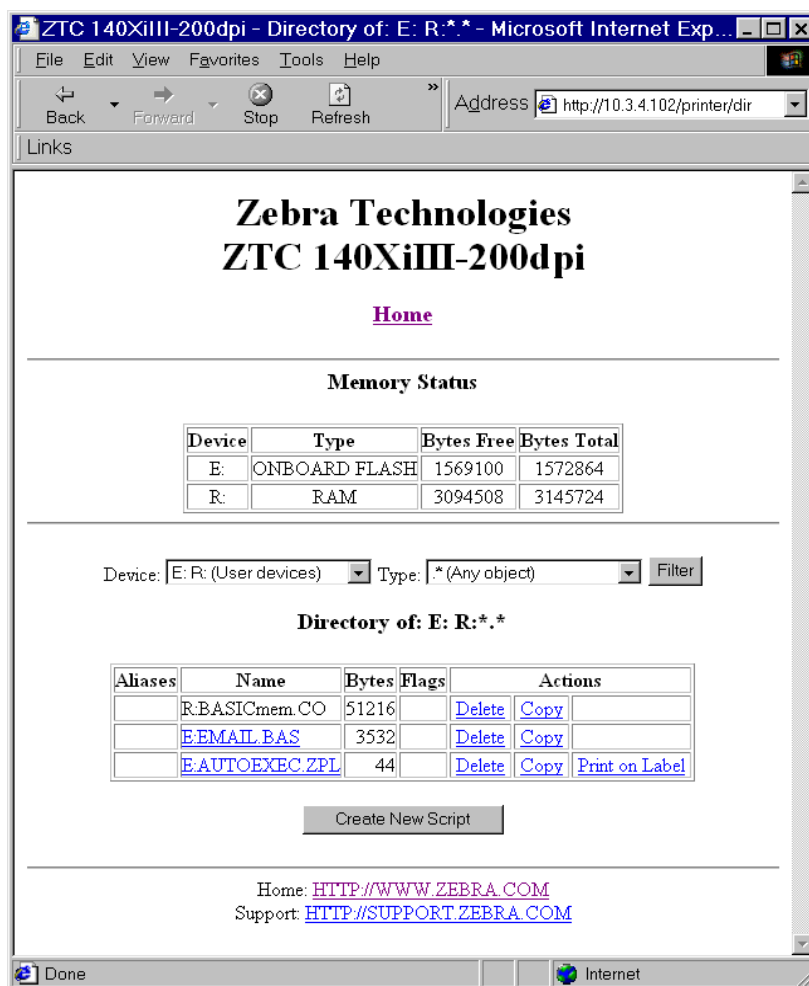 ZTC 140XiIII-200dpi - Directory of: E: R:*.* - Microsoft Internet Exp...
File Edit View Favorites Tools Help
Back Forward Stop Refresh » Address http://10.3.4.102/printer/dir
Links
Zebra Technologies
ZTC 140XiIII-200dpi
Home
Memory Status
Device Type Bytes Free Bytes Total
E: ONBOARD FLASH 1569100 1572864
R: RAM 3094508 3145724
Device: E: R: (User devices) Type: .* (Any object) Filter
Directory of: E: R:*.*
Aliases Name Bytes Flags Actions
R:BASICmem.CO 51216 Delete Copy
E:EMAIL.BAS 3532 Delete Copy
E:AUTOEXEC.ZPL 44 Delete Copy Print on Label
Create New Script
Home: HTTP://WWW.ZEBRA.COM
Support: HTTP://SUPPORT.ZEBRA.COM
Done Internet